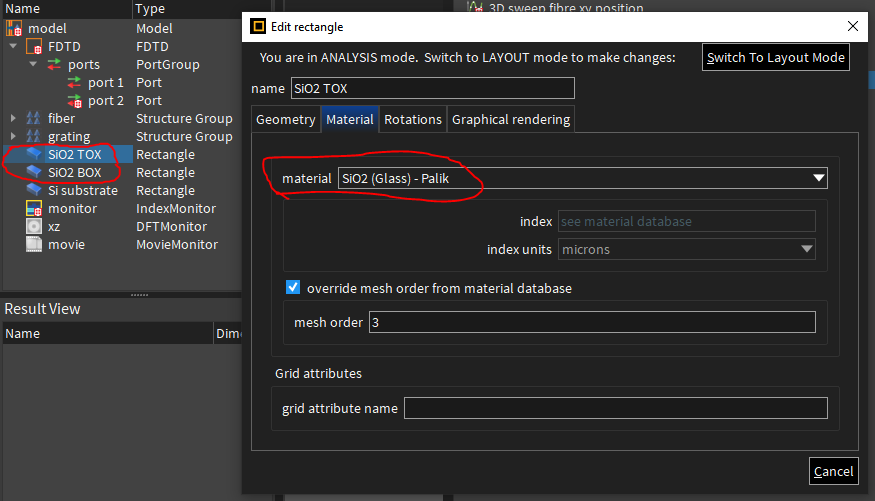 Name Type
model Model
FDTD FDTD
ports PortGroup
port 1 Port
port 2 Port
fiber Structure Group
grating Structure Group
SiO2 TOX Rectangle
SiO2 BOX Rectangle
Si substrate Rectangle
monitor IndexMonitor
xz DFTMonitor
movie MovieMonitor
Result View
Name Dime
3D sweep fibre xy position
Edit rectangle
You are in ANALYSIS mode. Switch to LAYOUT mode to make changes: Switch To Layout Mode
name SiO2 TOX
Geometry Material Rotations Graphical rendering
material SiO2 (Glass) - Palik
index see material database
index units microns
override mesh order from material database
mesh order 3
Grid attributes
grid attribute name
Cancel